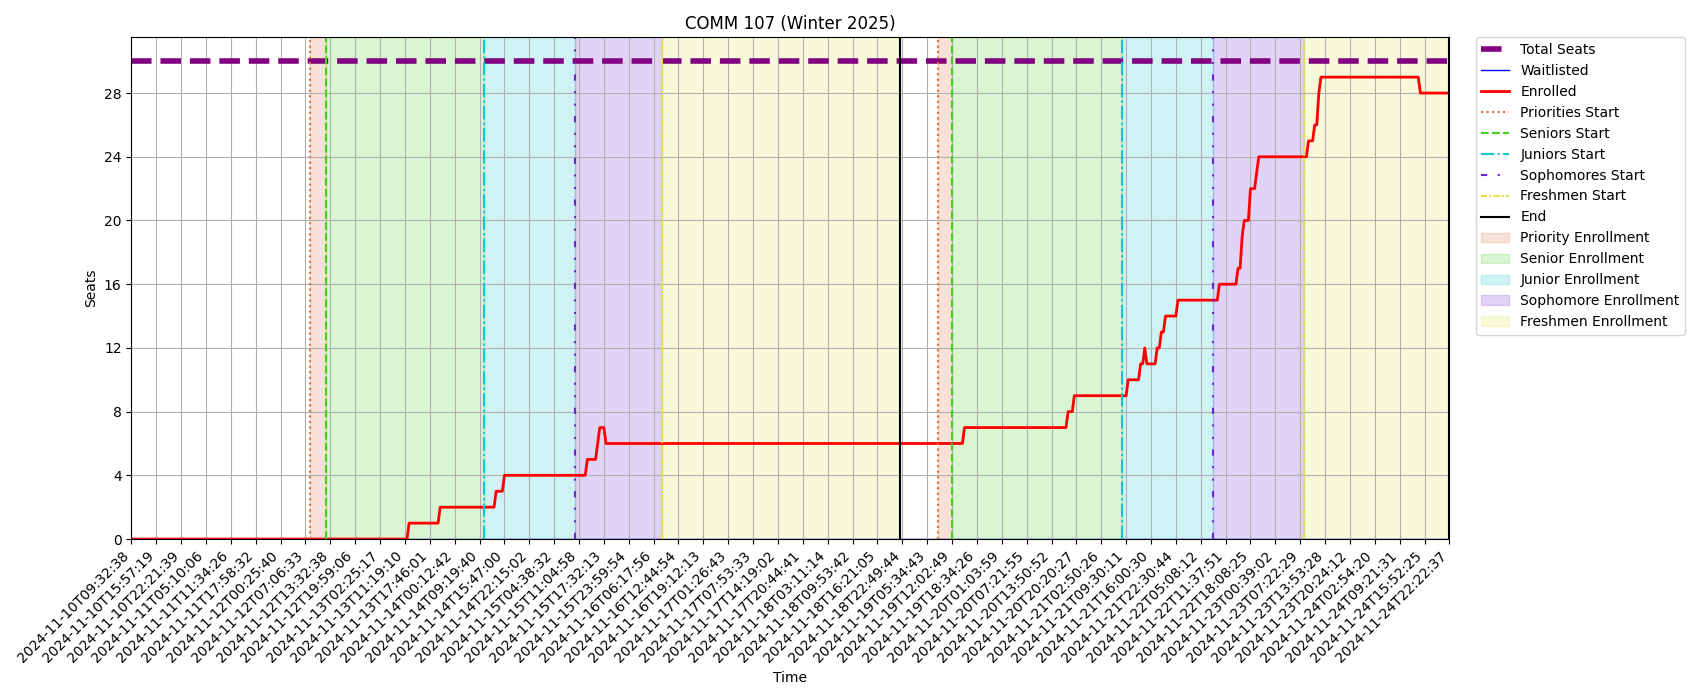 COMM 107 (Winter 2025)
Seats
28
24
20
16
12
8
4
0
2024-11-10T09:32:38
2024-11-10T15:57:19
2024-11-10T22:21:39
2024-11-11T05:10:06
2024-11-11T11:34:26
2024-11-11T17:58:32
2024-11-12T00:25:40
2024-11-12T07:06:33
2024-11-12T13:32:38
2024-11-12T19:59:06
2024-11-13T02:25:17
2024-11-13T11:19:10
2024-11-13T17:46:01
2024-11-14T00:12:42
2024-11-14T09:19:40
2024-11-14T15:47:00
2024-11-14T22:15:02
2024-11-15T04:38:32
2024-11-15T11:04:58
2024-11-15T17:32:13
2024-11-15T23:59:54
2024-11-16T06:17:56
2024-11-16T12:44:54
2024-11-16T19:12:13
2024-11-17T01:26:43
2024-11-17T07:53:33
2024-11-17T14:19:02
2024-11-17T20:44:41
2024-11-18T03:11:14
2024-11-18T09:53:42
2024-11-18T16:21:05
2024-11-18T22:49:44
2024-11-19T05:34:43
2024-11-19T12:02:49
2024-11-19T18:34:26
2024-11-20T01:03:59
2024-11-20T07:21:55
2024-11-20T13:50:52
2024-11-20T20:20:27
2024-11-21T02:50:26
2024-11-21T09:30:11
2024-11-21T16:00:30
2024-11-21T22:30:44
2024-11-22T05:08:12
2024-11-22T11:37:51
2024-11-22T18:08:25
2024-11-23T00:39:02
2024-11-23T07:22:29
2024-11-23T13:53:28
2024-11-23T20:24:12
2024-11-24T02:54:20
2024-11-24T09:21:31
2024-11-24T15:52:25
2024-11-24T22:22:37
Time
Total Seats
Waitlisted
Enrolled
Priorities Start
Seniors Start
Juniors Start
Sophomores Start
Freshmen Start
End
Priority Enrollment
Senior Enrollment
Junior Enrollment
Sophomore Enrollment
Freshmen Enrollment